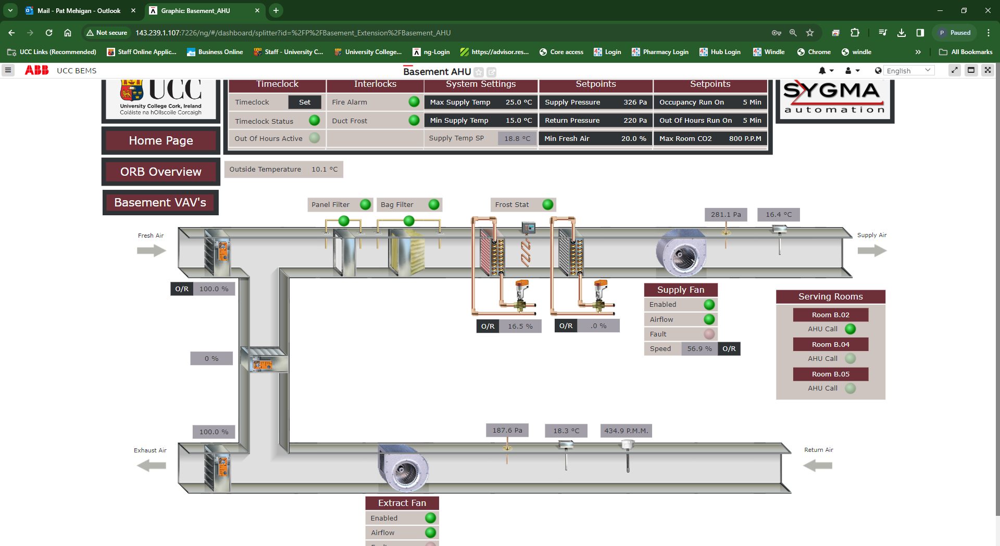 Mail - Pat Mehigan - Outlook
Graphic: Basement_AHU
Not secure
143.239.1.107:7226/ng/#/dashboard/splitter?id=%2FP%2FBasement_Extension%2FBasement_AHU
P Paused
UCC Links (Recommended)
Staff Online Applic...
Business Online
Staff - University C...
University College...
ng-Login
https://advisor.res...
Core access
Login
Pharmacy Login
Hub Login
Windle
Chrome
windle
All Bookmarks
ABB UCC BEMS
Basement AHU
English
UCC
University College Cork, Ireland
Coláiste na hOllscoile Corcaigh
Timeclock Interlocks System Settings Setpoints Setpoints
Timeclock Set Fire Alarm Max Supply Temp 25.0 °C Supply Pressure 326 Pa Occupancy Run On 5 Min
Timeclock Status Duct Frost Min Supply Temp 15.0 °C Return Pressure 220 Pa Out Of Hours Run On 5 Min
Out Of Hours Active Supply Temp SP 18.8 °C Min Fresh Air 20.0 % Max Room CO2 800 P.P.M
SYGMA
automation
Home Page
ORB Overview
Outside Temperature 10.1 °C
Basement VAV's
Panel Filter
Bag Filter
Frost Stat
281.1 Pa
16.4 °C
Fresh Air
Supply Air
O/R 100.0 %
O/R 16.5 %
O/R .0 %
Supply Fan
Enabled
Airflow
Fault
Speed 56.9 % O/R
Serving Rooms
Room B.02
AHU Call
Room B.04
AHU Call
Room B.05
AHU Call
0 %
100.0 %
187.6 Pa
18.3 °C
434.9 P.M.M.
Exhaust Air
Return Air
Extract Fan
Enabled
Airflow